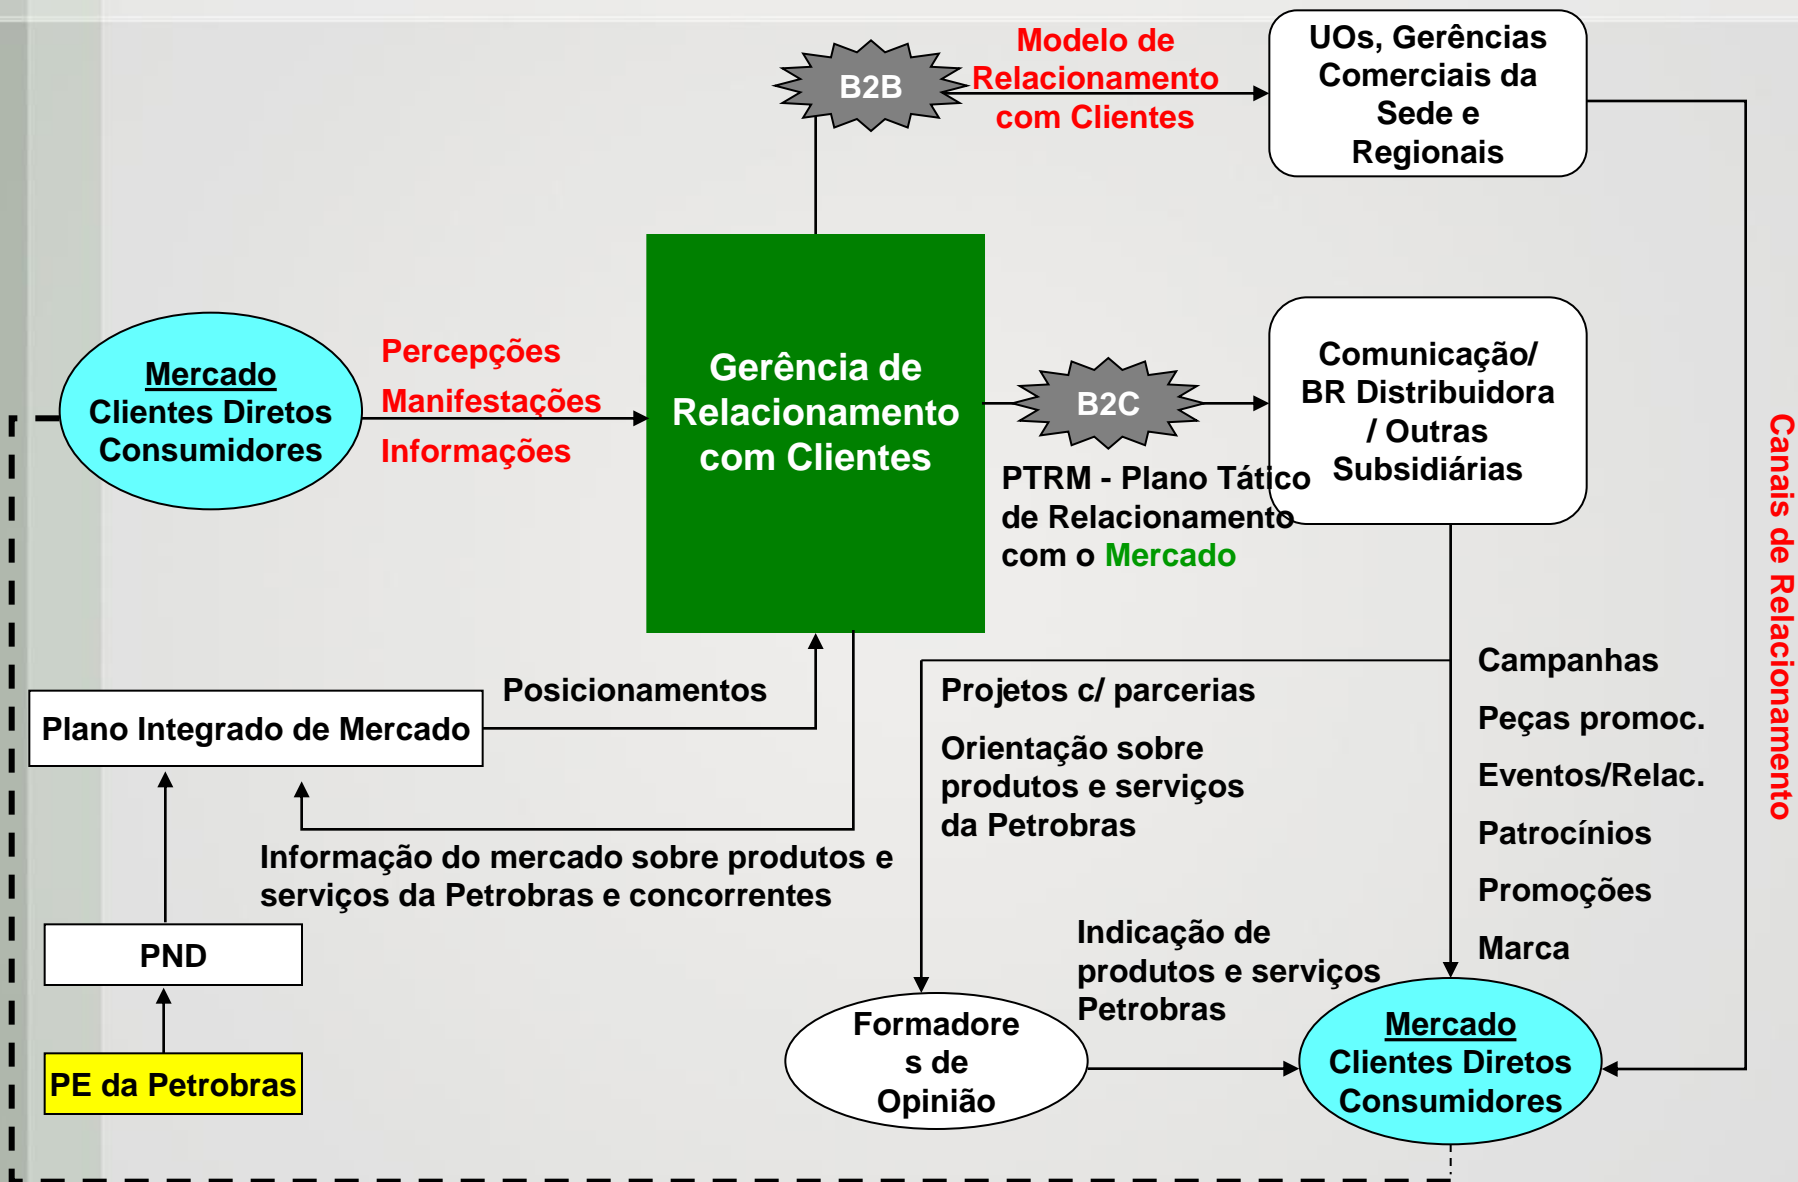 B2B
Modelo de
Relacionamento
com Clientes
UOs, Gerências
Comerciais da
Sede e
Regionais
Mercado
Clientes Diretos
Consumidores
Percepções
Manifestações
Informações
Gerência de
Relacionamento
com Clientes
B2C
PTRM - Plano Tático
de Relacionamento
com o Mercado
Comunicação/
BR Distribuidora
/ Outras
Subsidiárias
Canais de Relacionamento
Plano Integrado de Mercado
Posicionamentos
Informação do mercado sobre produtos e
serviços da Petrobras e concorrentes
PND
PE da Petrobras
Projetos c/ parcerias
Orientação sobre
produtos e serviços
da Petrobras
Campanhas
Peças promoc.
Eventos/Relac.
Patrocínios
Promoções
Marca
Formadore
s de
Opinião
Indicação de
produtos e serviços
Petrobras
Mercado
Clientes Diretos
Consumidores